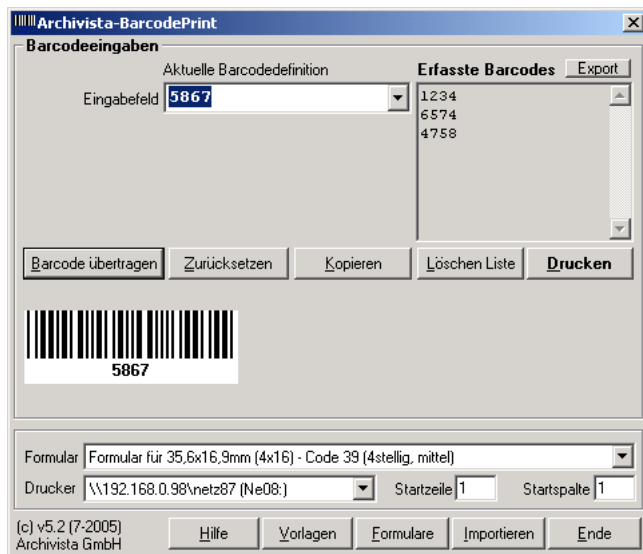 Archivista-BarcodePrint
Barcodeeingaben
Aktuelle Barcodedefinition
Erfasste Barcodes
Export
Eingabefeld
5867
1234
6574
4758
Barcode übertragen
Zurücksetzen
Kopieren
Löschen Liste
Drucken
5867
Formular
Formular für 35,6x16,9mm (4x16) - Code 39 (4stellig, mittel)
Drucker
\\192.168.0.98\netz87 (Ne08:)
Startzeile 1
Startspalte 1
(c) v5.2 (7-2005)
Archivista GmbH
Hilfe
Vorlagen
Formulare
Importieren
Ende